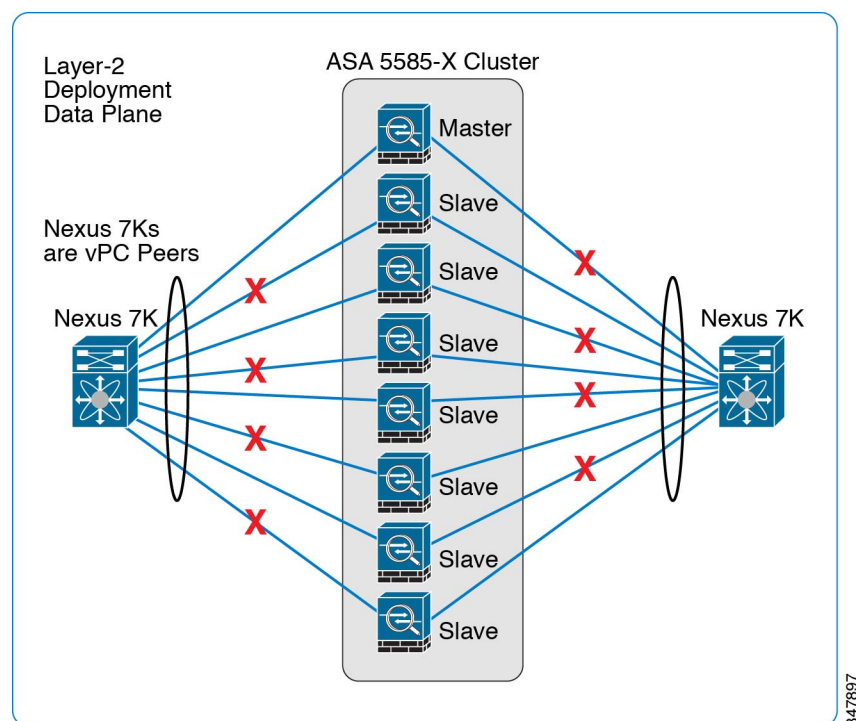 Layer-2
Deployment
Data Plane
ASA 5585-X Cluster
Master
Slave
Nexus 7Ks
are vPC Peers
Slave
X
X
Nexus 7K
Nexus 7K
Slave
X
X
X
Slave
X
Slave
X
X
Slave
Slave
347897